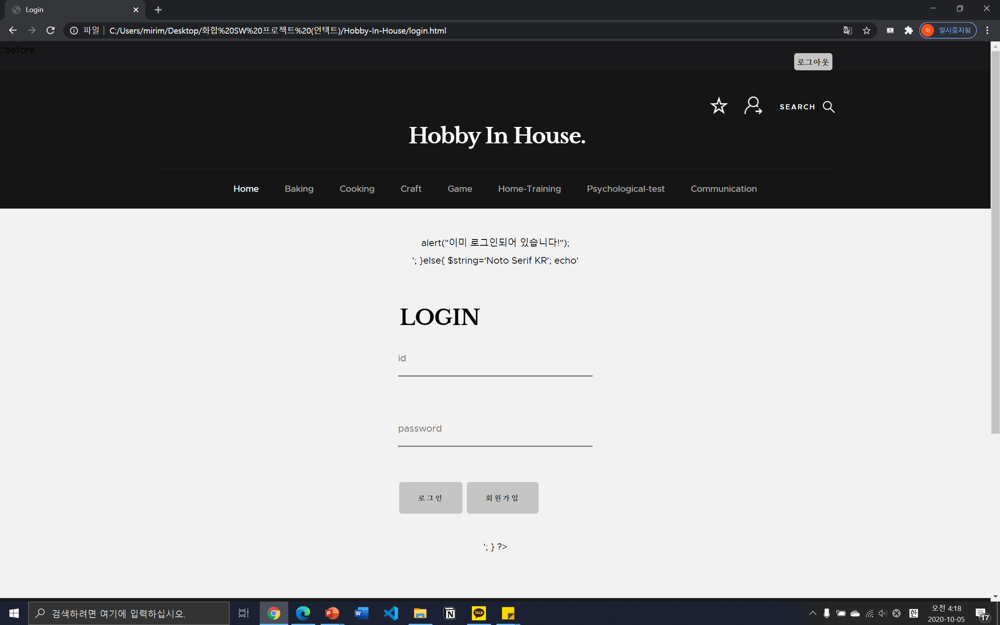 Login
파일
C:/Users/mirim/Desktop/화합%20SW%20프로젝트%20(언택트)/Hobby-In-House/login.html
미 일시중지됨
::before
로그아웃
SEARCH
Hobby In House.
Home Baking Cooking Craft Game Home-Training Psychological-test Communication
alert("이미 로그인되어 있습니다!");
'; }else{ $string='Noto Serif KR'; echo'
LOGIN
id
password
로그인 회원가입
'; } ?>
검색하려면 여기에 입력하십시오.
P
W
N
TALK
한
오전 4:18
2020-10-05
17